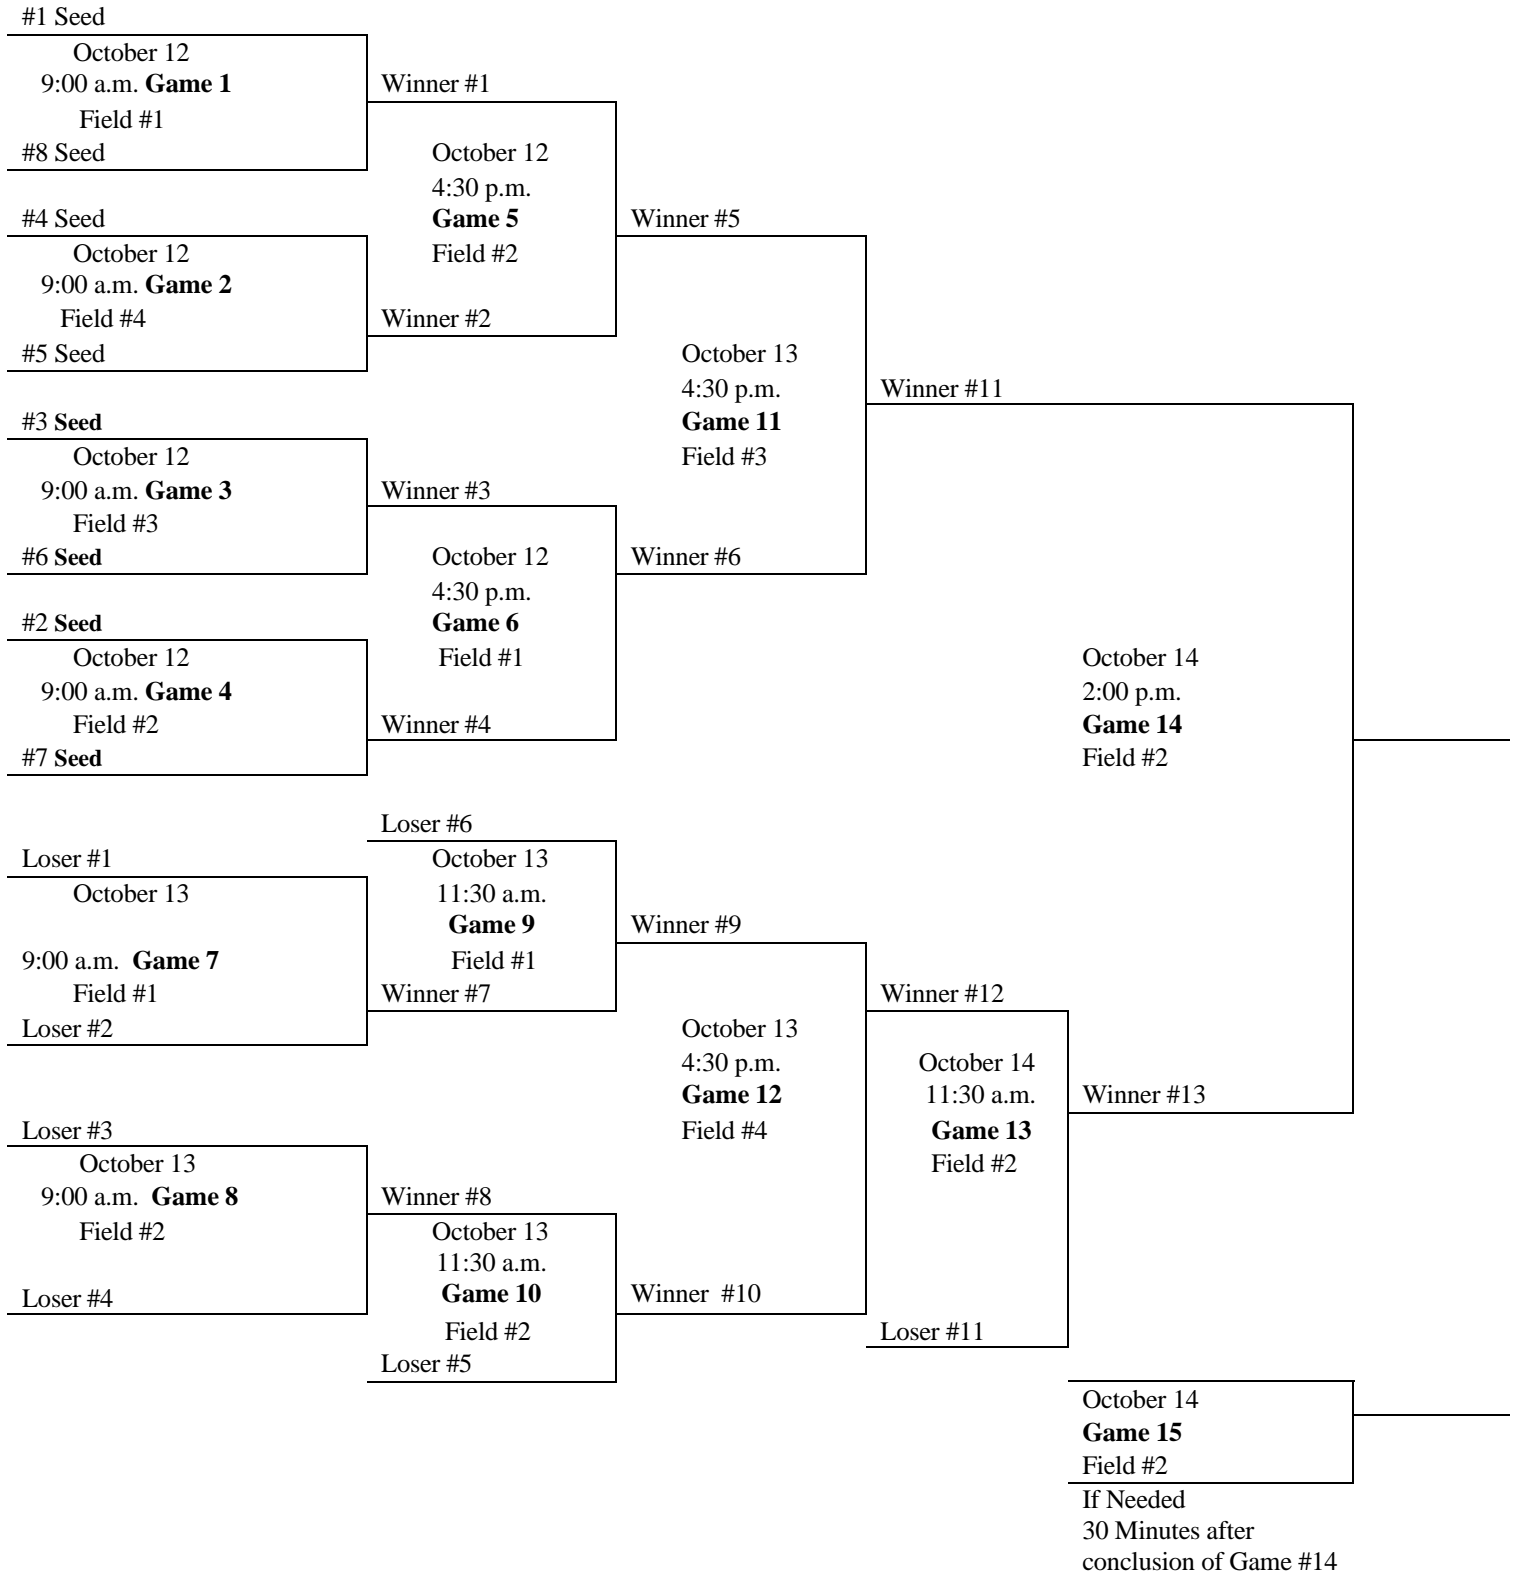 #1 Seed
October 12
9:00 a.m. Game 1
Field #1
#8 Seed
#4 Seed
October 12
9:00 a.m. Game 2
Field #4
#5 Seed
#3 Seed
October 12
9:00 a.m. Game 3
Field #3
#6 Seed
#2 Seed
October 12
9:00 a.m. Game 4
Field #2
#7 Seed
Loser #1
October 13
9:00 a.m. Game 7
Field #1
Loser #2
Loser #3
October 13
9:00 a.m. Game 8
Field #2
Loser #4
Winner #1
October 12
4:30 p.m.
Game 5
Field #2
Winner #2
Winner #3
October 12
4:30 p.m.
Game 6
Field #1
Winner #4
Loser #6
October 13
11:30 a.m.
Game 9
Field #1
Winner #7
Winner #8
October 13
11:30 a.m.
Game 10
Field #2
Loser #5
Winner #5
October 13
4:30 p.m.
Game 11
Field #3
Winner #6
Winner #9
October 13
4:30 p.m.
Game 12
Field #4
Winner #10
Winner #11
Winner #12
October 14
11:30 a.m.
Game 13
Field #2
Loser #11
October 14
2:00 p.m.
Game 14
Field #2
Winner #13
October 14
Game 15
Field #2
If Needed
30 Minutes after
conclusion of Game #14